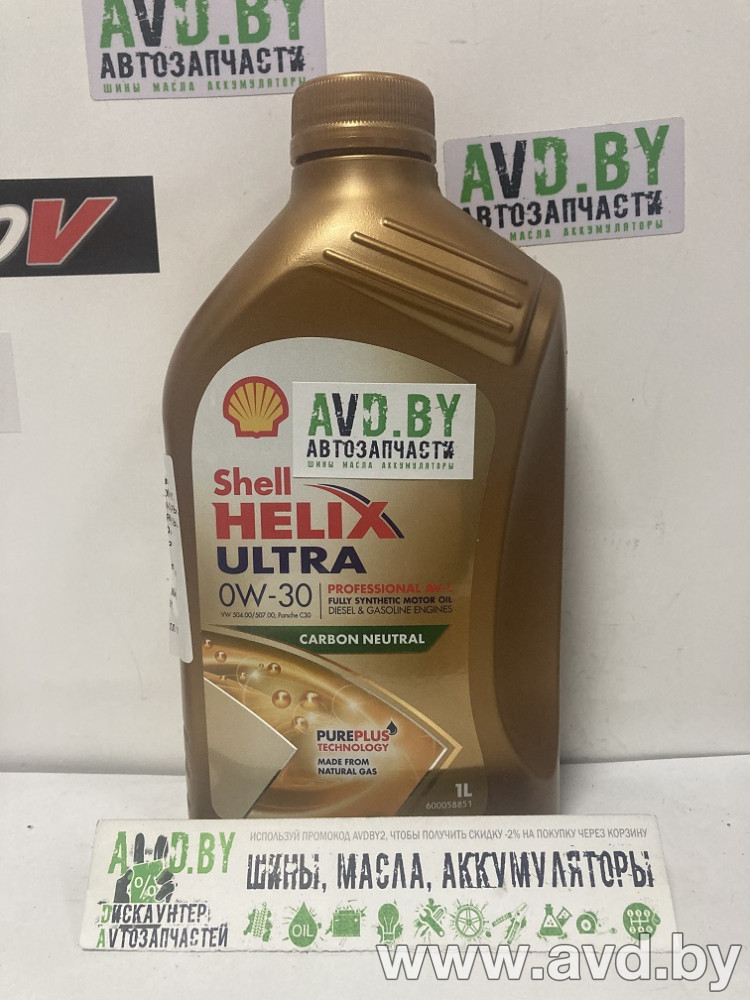 AVD.BY
АВТОЗАПЧАСТИ
ШИНЫ МАСЛА АККУМУЛЯТОРЫ
AVD.BY
АВТОЗАПЧАСТИ
МАСЛА АККУМУЛЯТОРЫ
V
AVD.BY
АВТОЗАПЧАСТИ
ШИНЫ МАСЛА АККУМУЛЯТОРЫ
Shell
HELIX
ULTRA
0W-30
PROFESSIONAL AV-L
FULLY SYNTHETIC MOTOR OIL
DIESEL & GASOLINE ENGINES
VW 504.00/507.00; Porsche C30
CARBON NEUTRAL
PUREPLUS
TECHNOLOGY
MADE FROM
NATURAL GAS
1L
600058851
ИСПОЛЬЗУЙ ПРОМОКОД AVDBY2, ЧТОБЫ ПОЛУЧИТЬ СКИДКУ -2% НА ПОКУПКУ ЧЕРЕЗ КОРЗИНУ
AVD.BY
ШИНЫ, МАСЛА, АККУМУЛЯТОРЫ
%
OIL
DИСКАУНТЕР
АVТОЗАПЧАСТЕЙ
www.avd.by